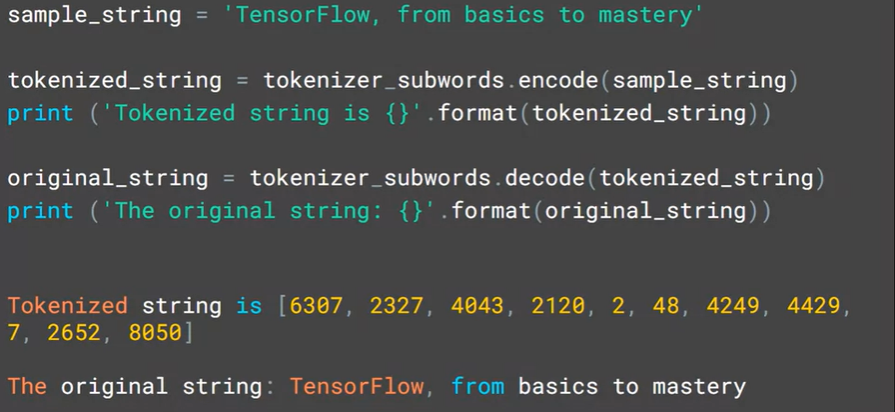 sample_string = 'TensorFlow, from basics to mastery'
tokenized_string = tokenizer_subwords.encode(sample_string)
print ('Tokenized string is {}'.format(tokenized_string))
original_string = tokenizer_subwords.decode(tokenized_string)
print ('The original string: {}'.format(original_string))
Tokenized string is [6307, 2327, 4043, 2120, 2, 48, 4249, 4429,
7, 2652, 8050]
The original string: TensorFlow, from basics to mastery